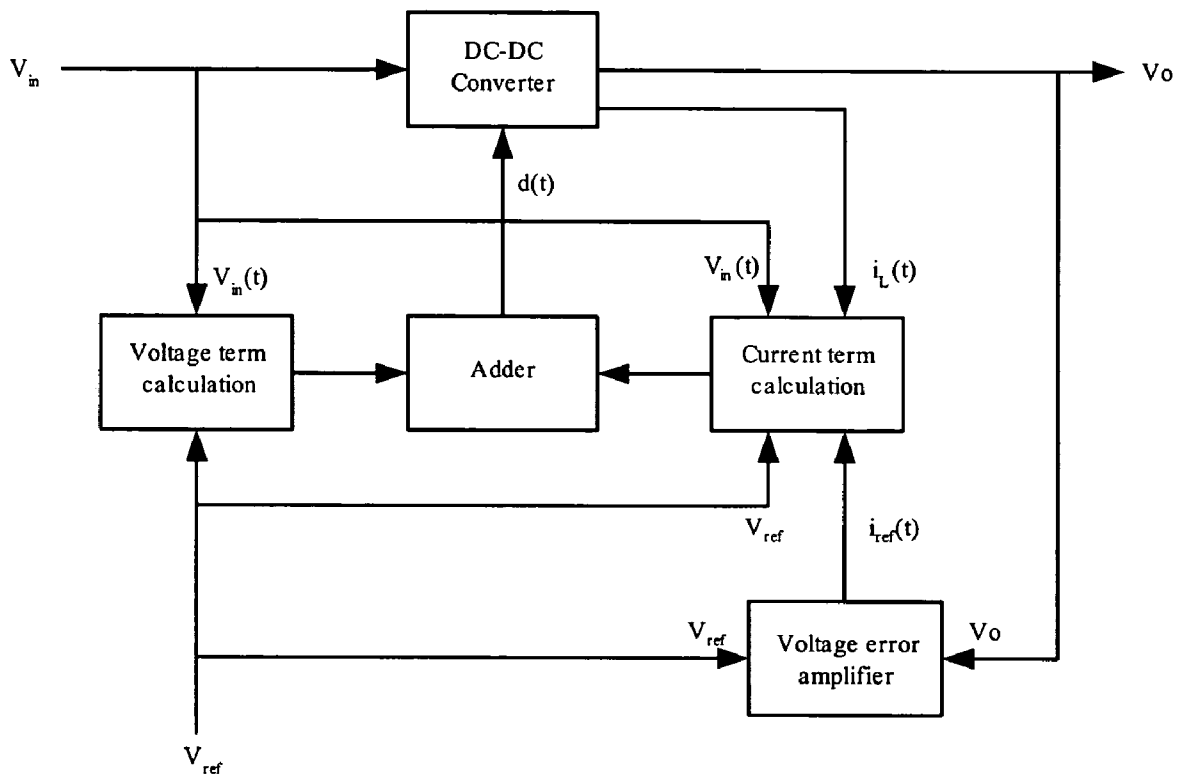 DC-DC
Converter
V_in
Vo
d(t)
V_in(t)
V_in(t)
i_L(t)
Voltage term
calculation
Adder
Current term
calculation
V_ref
i_ref(t)
V_ref
Vo
Voltage error
amplifier
V_ref